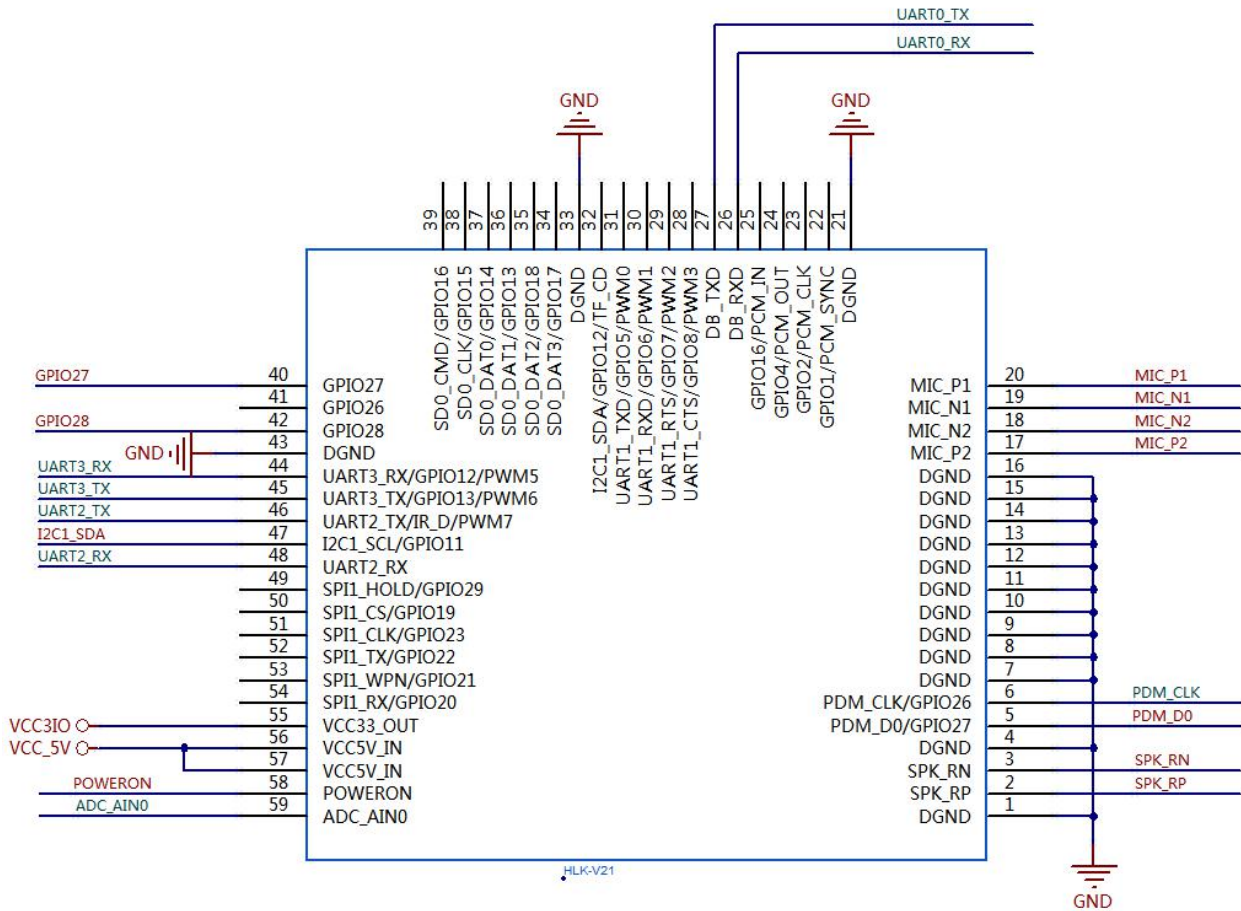 UART0_TX
UART0_RX
GND
GND
39
38
37
36
35
34
33
32
31
30
29
28
27
26
25
24
23
22
21
SD0_CMD/GPIO16
SD0_CLK/GPIO15
SD0_DAT0/GPIO14
SD0_DAT1/GPIO13
SD0_DAT2/GPIO18
SD0_DAT3/GPIO17
DGND
I2C1_SDA/GPIO12/TF_CD
UART1_TXD/GPIO5/PWM0
UART1_RXD/GPIO6/PWM1
UART1_RTS/GPIO7/PWM2
UART1_CTS/GPIO8/PWM3
DB_TXD
DB_RXD
GPIO16/PCM_IN
GPIO4/PCM_OUT
GPIO2/PCM_CLK
GPIO1/PCM_SYNC
DGND
GPIO27 40 GPIO27
41 GPIO26
GPIO28 42 GPIO28
GND 43 DGND
UART3_RX 44 UART3_RX/GPIO12/PWM5
UART3_TX 45 UART3_TX/GPIO13/PWM6
UART2_TX 46 UART2_TX/IR_D/PWM7
I2C1_SDA 47 I2C1_SCL/GPIO11
UART2_RX 48 UART2_RX
49 SPI1_HOLD/GPIO29
50 SPI1_CS/GPIO19
51 SPI1_CLK/GPIO23
52 SPI1_TX/GPIO22
53 SPI1_WPN/GPIO21
54 SPI1_RX/GPIO20
VCC3IO 55 VCC33_OUT
VCC_5V 56 VCC5V_IN
57 VCC5V_IN
POWERON 58 POWERON
ADC_AIN0 59 ADC_AIN0
MIC_P1 20 MIC_P1
MIC_N1 19 MIC_N1
MIC_N2 18 MIC_N2
MIC_P2 17 MIC_P2
DGND 16
DGND 15
DGND 14
DGND 13
DGND 12
DGND 11
DGND 10
DGND 9
DGND 8
DGND 7
PDM_CLK/GPIO26 6 PDM_CLK
PDM_D0/GPIO27 5 PDM_D0
DGND 4
SPK_RN 3 SPK_RN
SPK_RP 2 SPK_RP
DGND 1
HLK-V21
GND